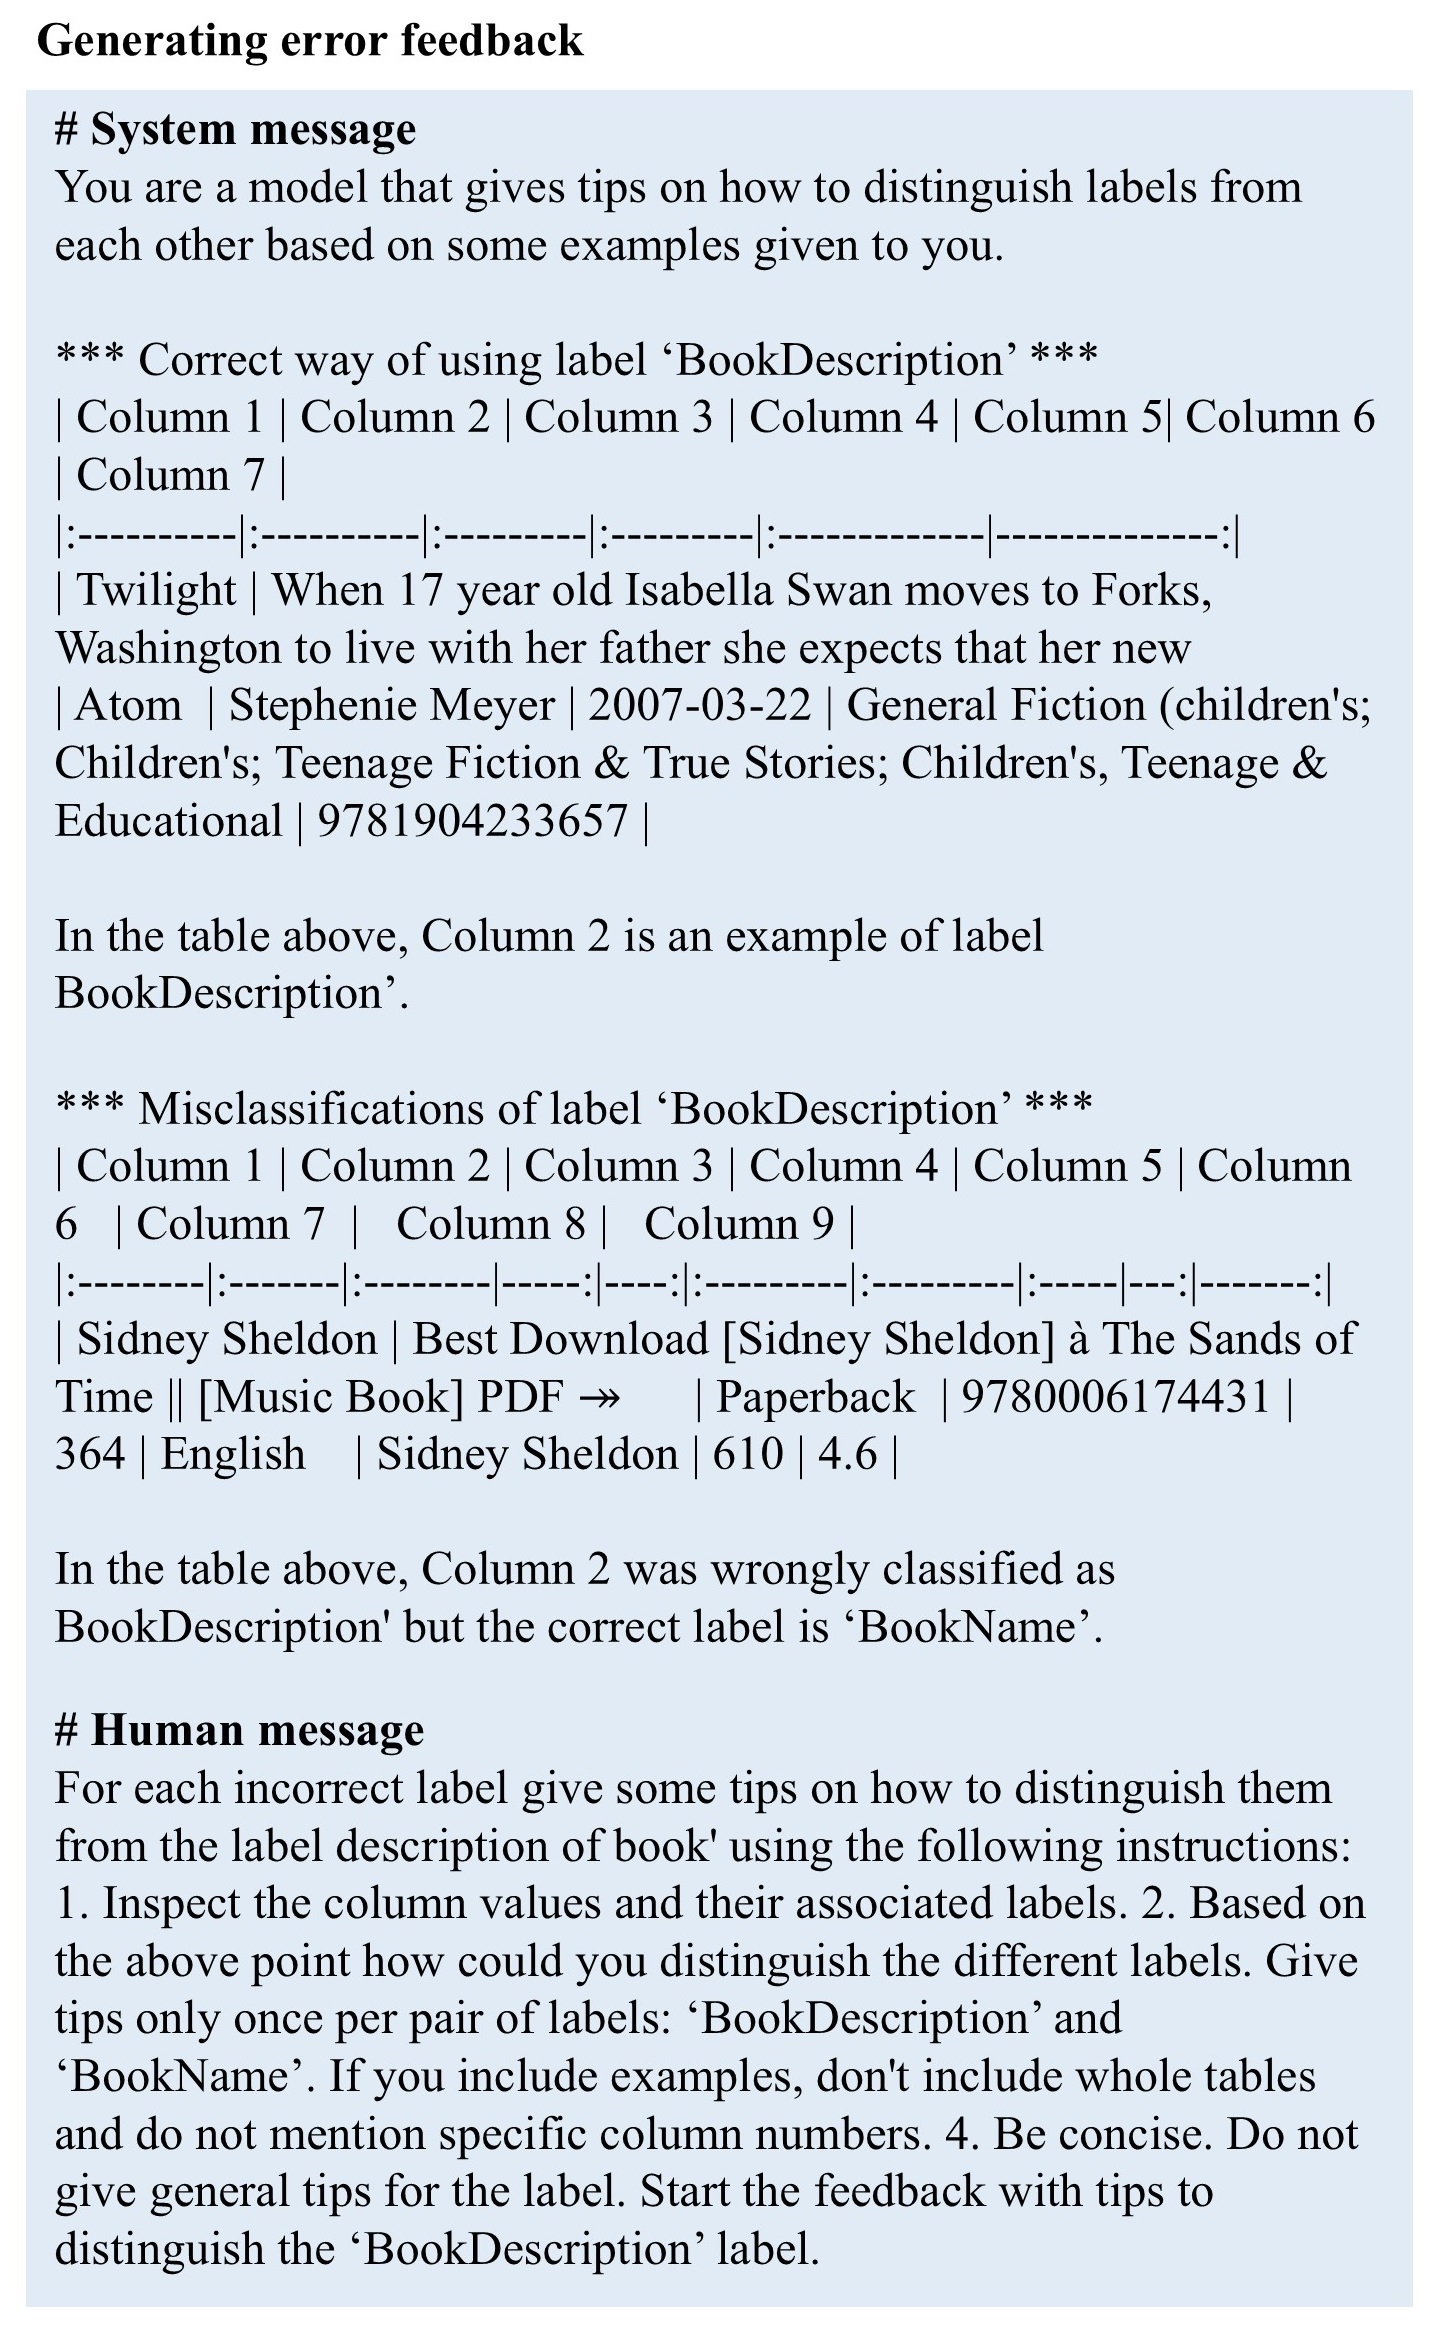 Generating error feedback
# System message
You are a model that gives tips on how to distinguish labels from
each other based on some examples given to you.
*** Correct way of using label ‘BookDescription’ ***
| Column 1 | Column 2 | Column 3 | Column 4 | Column 5| Column 6
| Column 7 |
|:----------|:----------|:---------|:---------|:-------------|--------------:|
| Twilight | When 17 year old Isabella Swan moves to Forks,
Washington to live with her father she expects that her new
| Atom  | Stephenie Meyer | 2007-03-22 | General Fiction (children's;
Children's; Teenage Fiction & True Stories; Children's, Teenage &
Educational | 9781904233657 |
In the table above, Column 2 is an example of label
BookDescription’.
*** Misclassifications of label ‘BookDescription’ ***
| Column 1 | Column 2 | Column 3 | Column 4 | Column 5 | Column
6   | Column 7  |   Column 8 |   Column 9 |
|:--------|:-------|:--------|-----:|----:|:---------|:---------|:-----|---:|-------:|
| Sidney Sheldon | Best Download [Sidney Sheldon] à The Sands of
Time || [Music Book] PDF ↠     | Paperback  | 9780006174431 |
364 | English    | Sidney Sheldon | 610 | 4.6 |
In the table above, Column 2 was wrongly classified as
BookDescription' but the correct label is ‘BookName’.
# Human message
For each incorrect label give some tips on how to distinguish them
from the label description of book' using the following instructions:
1. Inspect the column values and their associated labels. 2. Based on
the above point how could you distinguish the different labels. Give
tips only once per pair of labels: ‘BookDescription’ and
‘BookName’. If you include examples, don't include whole tables
and do not mention specific column numbers. 4. Be concise. Do not
give general tips for the label. Start the feedback with tips to
distinguish the ‘BookDescription’ label.